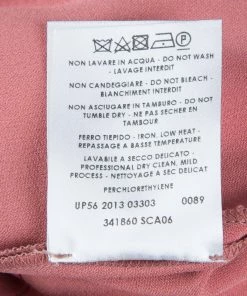 P
NON LAVARE IN ACQUA - DO NOT WASH
- LAVAGE INTERDIT
NON CANDEGGIARE - DO NOT BLEACH -
BLANCHIMENT INTERDIT
NON ASCIUGARE IN TAMBURO - DO NOT
TUMBLE DRY - NE PAS SÉCHER EN
TAMBOUR
FERRO TIEPIDO - IRON, LOW HEAT -
REPASSAGE A BASSE TEMPERATURE
LAVABILE A SECCO DELICATO -
PROFESSIONAL DRY CLEAN, MILD
PROCESS - NETTOYAGE A SEC DELICAT
PERCHLORETHYLENE
UP56 2013 03303 0089
341860 SCA06